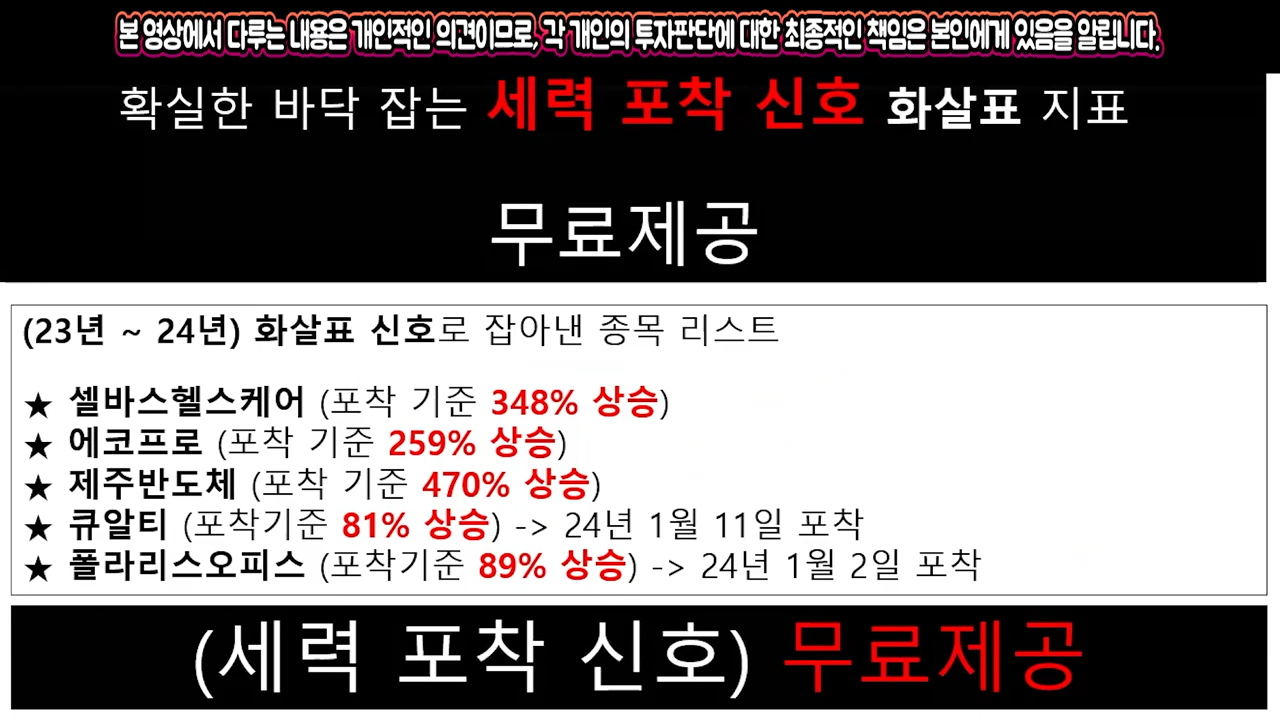 본 영상에서 다루는 내용은 개인적인 의견이므로, 각 개인의 투자판단에 대한 최종적인 책임은 본인에게 있음을 알립니다.
확실한 바닥 잡는 세력 포착 신호 화살표 지표
무료제공
(23년 ~ 24년) 화살표 신호로 잡아낸 종목 리스트
★ 셀바스헬스케어 (포착 기준 348% 상승)
★ 에코프로 (포착 기준 259% 상승)
★ 제주반도체 (포착 기준 470% 상승)
★ 큐알티 (포착기준 81% 상승) -> 24년 1월 11일 포착
★ 폴라리스오피스 (포착기준 89% 상승) -> 24년 1월 2일 포착
(세력 포착 신호) 무료제공